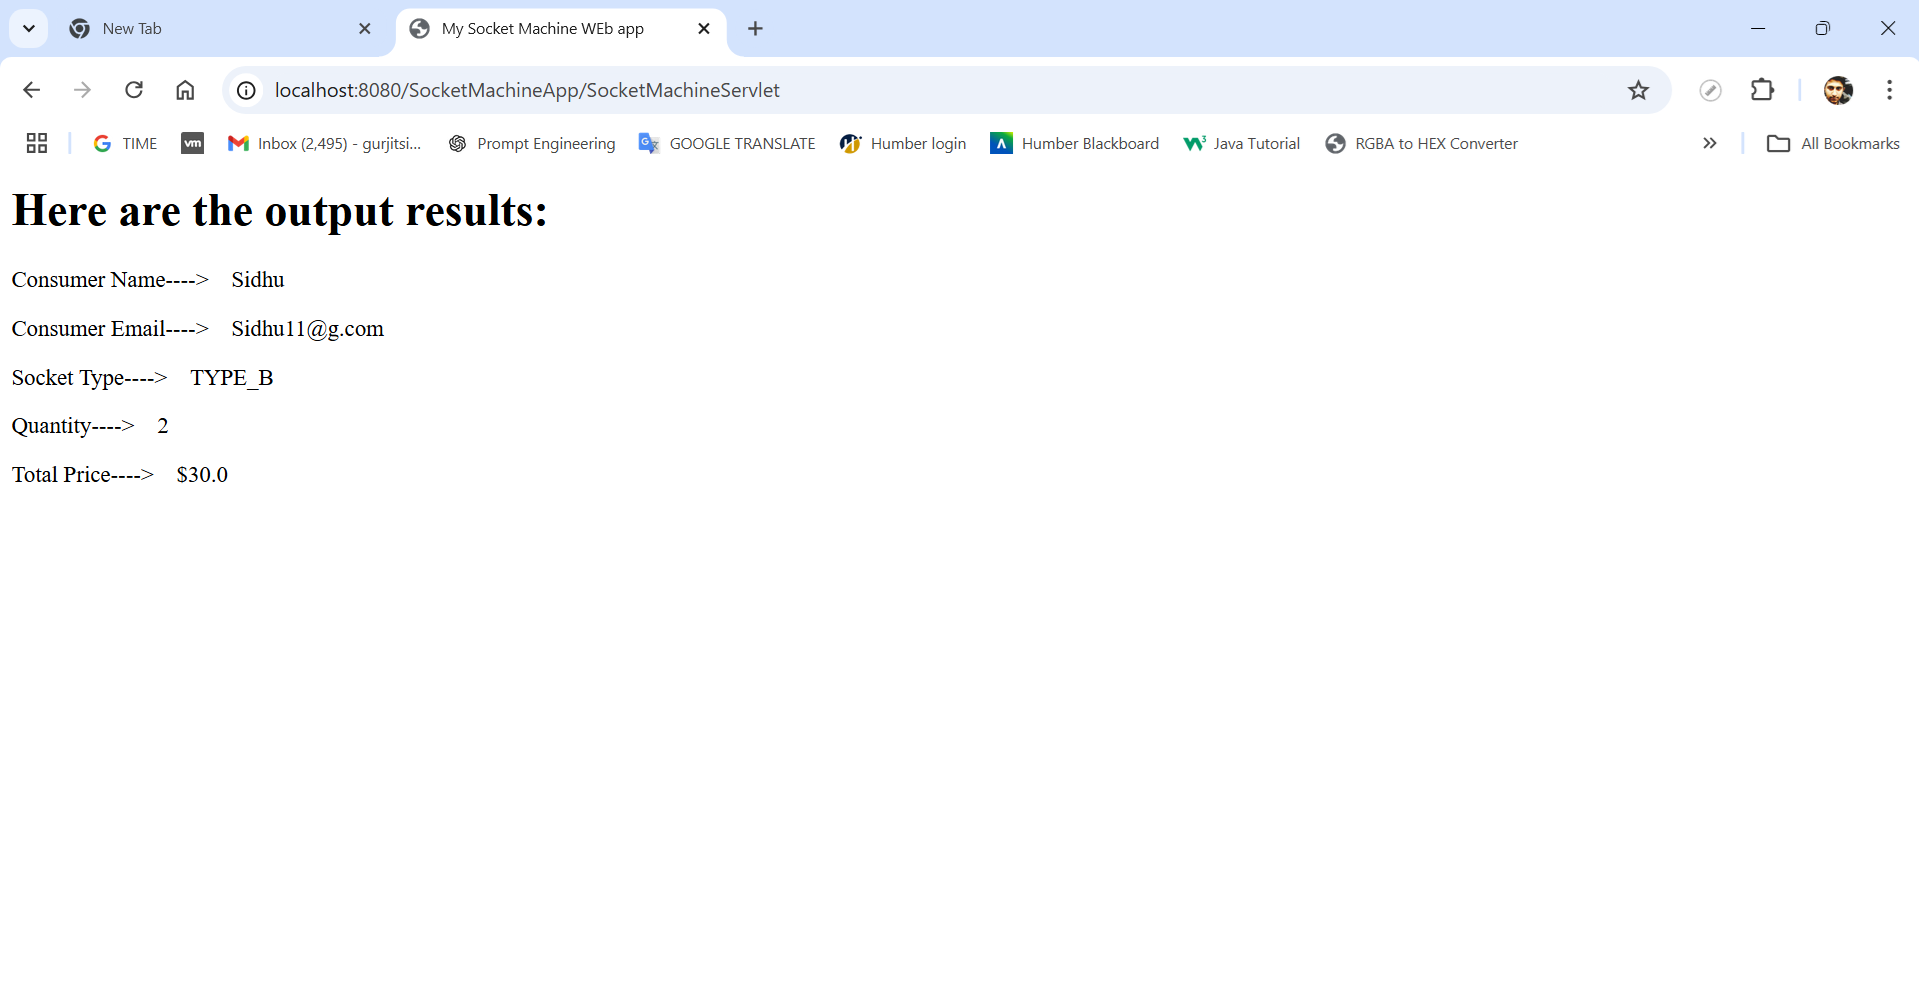 New Tab
My Socket Machine WEb app
localhost:8080/SocketMachineApp/SocketMachineServlet
TIME vm Inbox (2,495) - gurjitsi... Prompt Engineering GOOGLE TRANSLATE Humber login Humber Blackboard Java Tutorial RGBA to HEX Converter All Bookmarks
Here are the output results:
Consumer Name----> Sidhu
Consumer Email----> Sidhu11@g.com
Socket Type----> TYPE_B
Quantity----> 2
Total Price----> $30.0